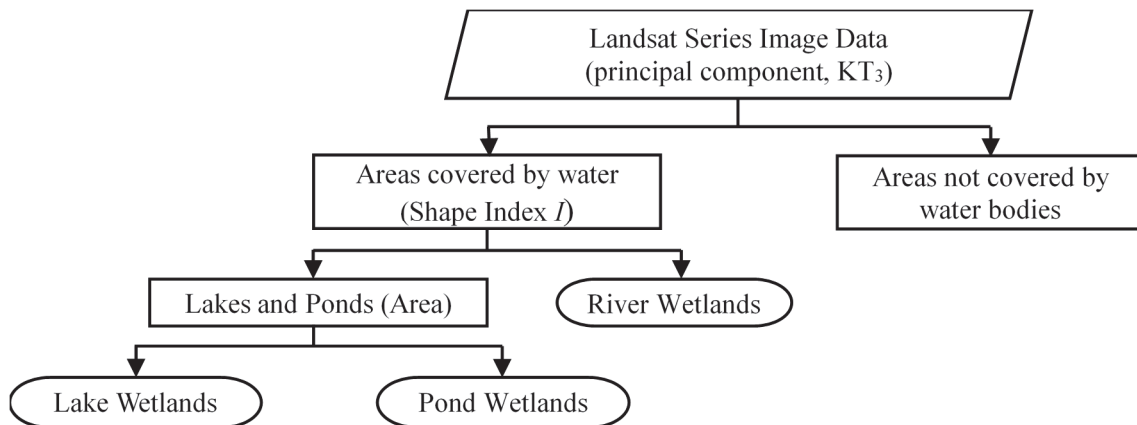 Landsat Series Image Data
(principal component, KT₃)
Areas covered by water
(Shape Index I)
Areas not covered by
water bodies
Lakes and Ponds (Area)
River Wetlands
Lake Wetlands
Pond Wetlands